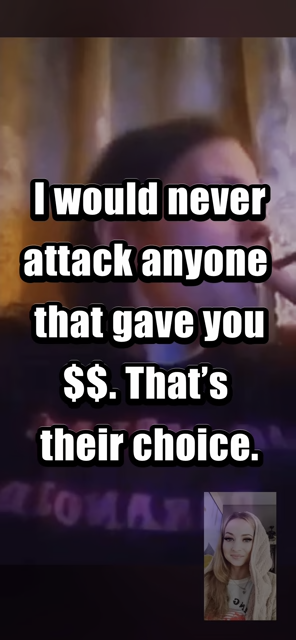 I would never
attack anyone
that gave you
$$. That's
their choice.